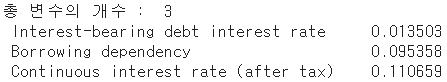 총 변수의 개수 :  3
Interest-bearing debt interest rate    0.013503
Borrowing dependency    0.095358
Continuous interest rate (after tax)    0.110659